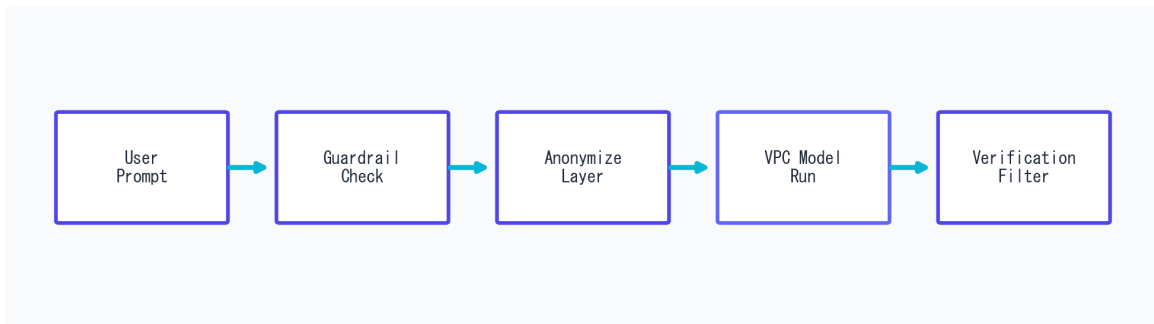 User
Prompt
Guardrail
Check
Anonymize
Layer
VPC Model
Run
Verification
Filter